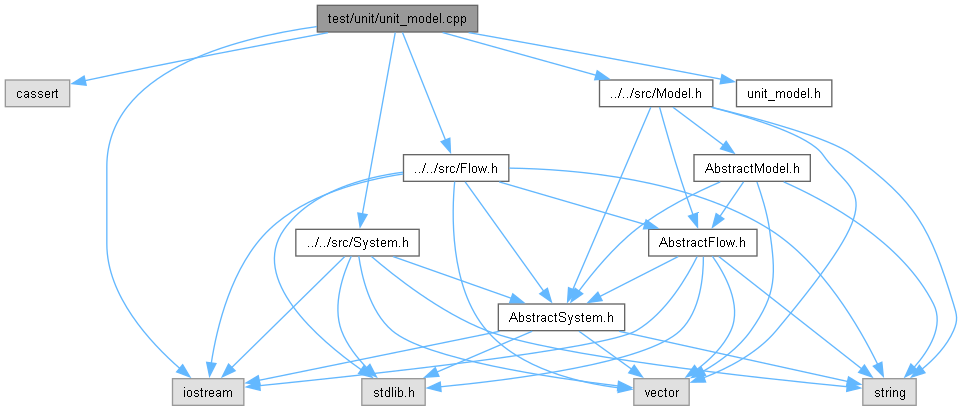 test/unit/unit_model.cpp
cassert
../../src/Model.h
unit_model.h
../../src/Flow.h
AbstractModel.h
../../src/System.h
AbstractFlow.h
AbstractSystem.h
iostream
stdlib.h
vector
string